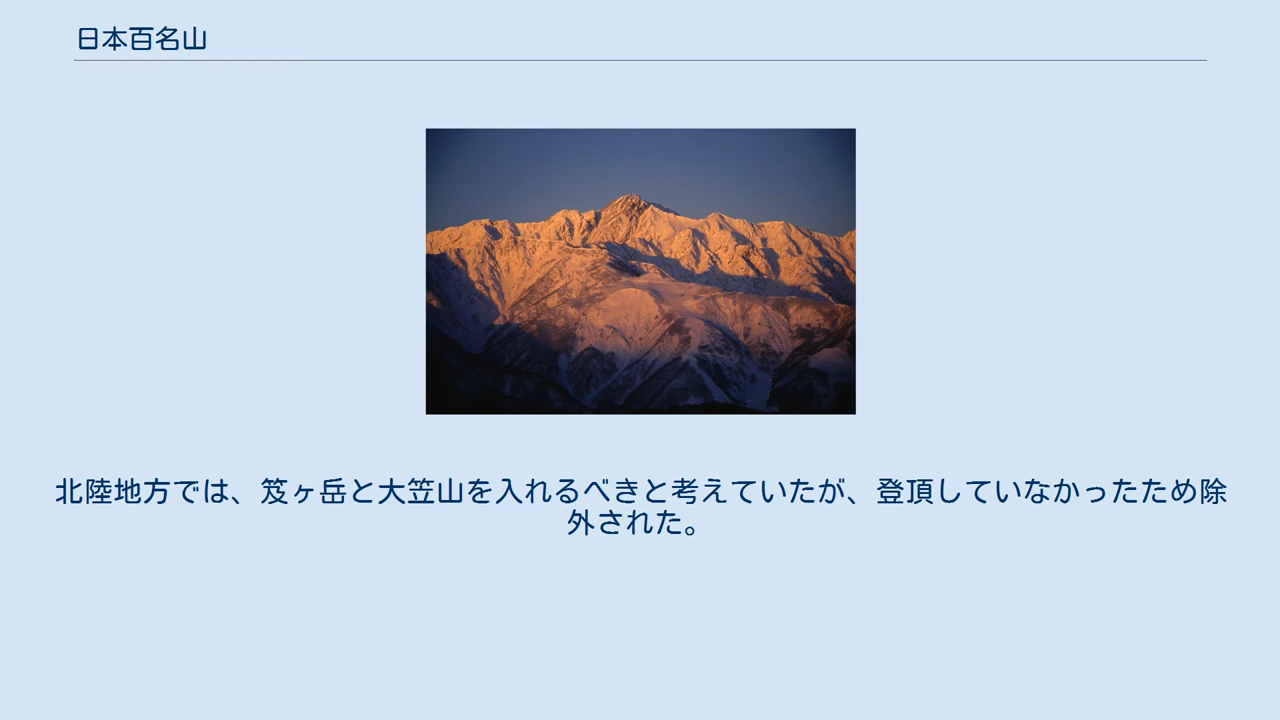 日本百名山
北陸地方では、笈ヶ岳と大笠山を入れるべきと考えていたが、登頂していなかったため除
外された。